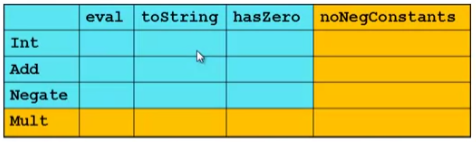 eval toString hasZero noNegConstants
Int
Add
Negate
Mult